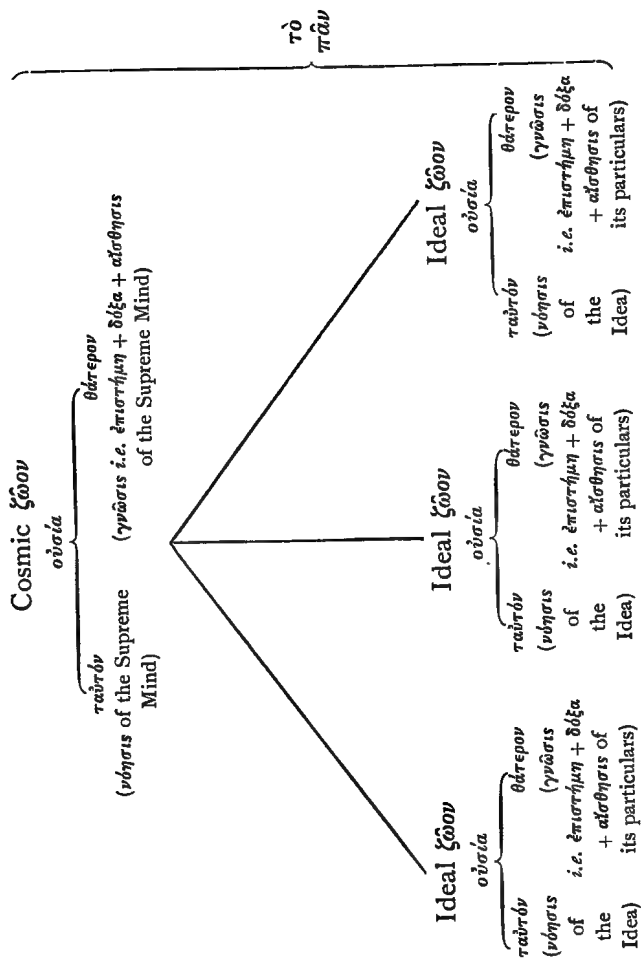 Cosmic ζῷον
οὐσία
ταὐτόν
(νόησις of the Supreme
Mind)
θάτερον
(γνῶσις i.e. ἐπιστήμη + δόξα + αἴσθησις
of the Supreme Mind)
Ideal ζῷον
οὐσία
ταὐτόν
(νόησις
of
the
Idea)
θάτερον
(γνῶσις
i.e. ἐπιστήμη + δόξα
+ αἴσθησις of
its particulars)
Ideal ζῷον
οὐσία
ταὐτόν
(νόησις
of
the
Idea)
θάτερον
(γνῶσις
i.e. ἐπιστήμη + δόξα
+ αἴσθησις of
its particulars)
Ideal ζῷον
οὐσία
ταὐτόν
(νόησις
of
the
Idea)
θάτερον
(γνῶσις
i.e. ἐπιστήμη + δόξα
+ αἴσθησις of
its particulars)
τὸ
πᾶν